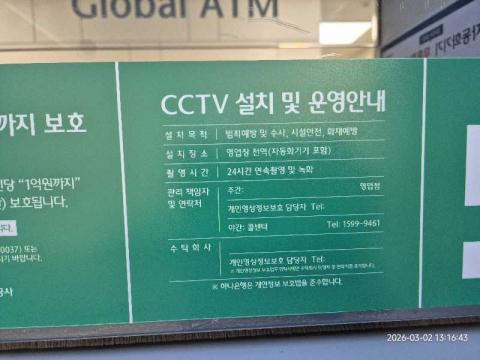 Global ATM
까지 보호
"1억원까지"
보호됩니다.
CCTV 설치 및 운영안내
설치 목적 범죄예방 및 수사, 시설안전, 화재예방
설치 장소 영업장 전역(자동화기기 포함)
촬영 시간 24시간 연속촬영 및 녹화
관리 책임자 및 연락처
주간: 영업점
개인영상정보보호 담당자 Tel:
야간: 콜센터 Tel: 1599-9461
수탁회사
개인영상정보보호 담당자 Tel:
※ 하나은행은 개인정보 보호법을 준수합니다.
2026-03-02 13:16:43